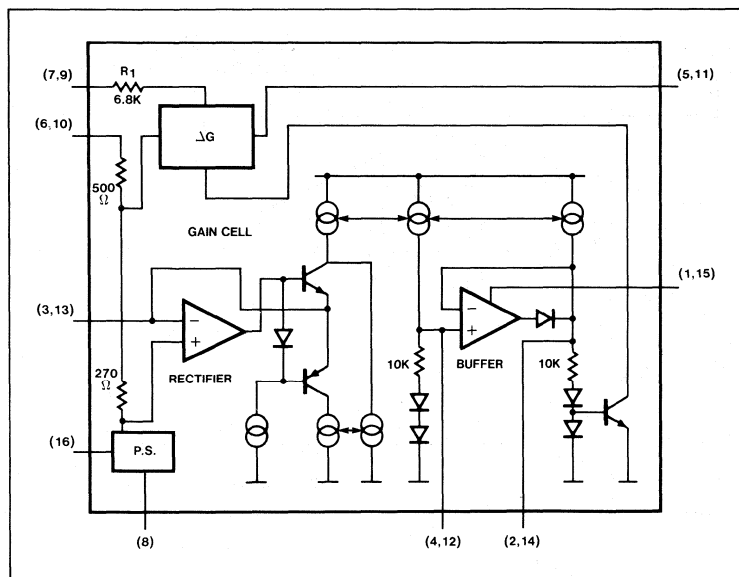 (7,9)
R1
6.8K
(5,11)
(6,10)
ΔG
500
Ω
GAIN CELL
(1,15)
(3,13)
−
+
RECTIFIER
−
+
BUFFER
10K
10K
270
Ω
(16)
P.S.
(8)
(4,12)
(2,14)